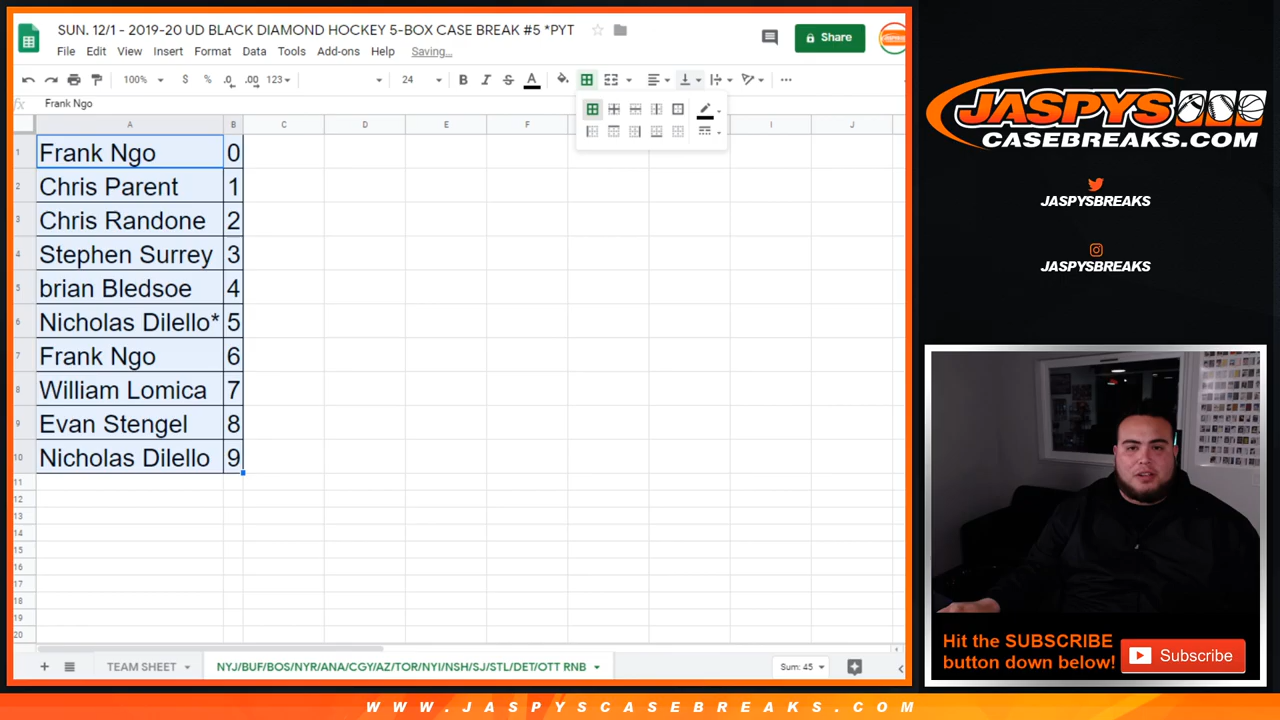 SUN. 12/1 - 2019-20 UD BLACK DIAMOND HOCKEY 5-BOX CASE BREAK #5 *PYT
File Edit View Insert Format Data Tools Add-ons Help Saving...
Share
100% $ % .0 .00 123 24 B I S A
fx Frank Ngo
A B C D E F I J
1 Frank Ngo 0
2 Chris Parent 1
3 Chris Randone 2
4 Stephen Surrey 3
5 brian Bledsoe 4
6 Nicholas Dilello* 5
7 Frank Ngo 6
8 William Lomica 7
9 Evan Stengel 8
10 Nicholas Dilello 9
11
12
13
14
15
16
17
18
19
20
TEAM SHEET NYJ/BUF/BOS/NYR/ANA/CGY/AZ/TOR/NYI/NSH/SJ/STL/DET/OTT RNB Sum: 45
JASPYS
CASEBREAKS.COM
JASPYSBREAKS
JASPYSBREAKS
Hit the SUBSCRIBE
button down below!
Subscribe
WWW.JASPYSCASEBREAKS.COM